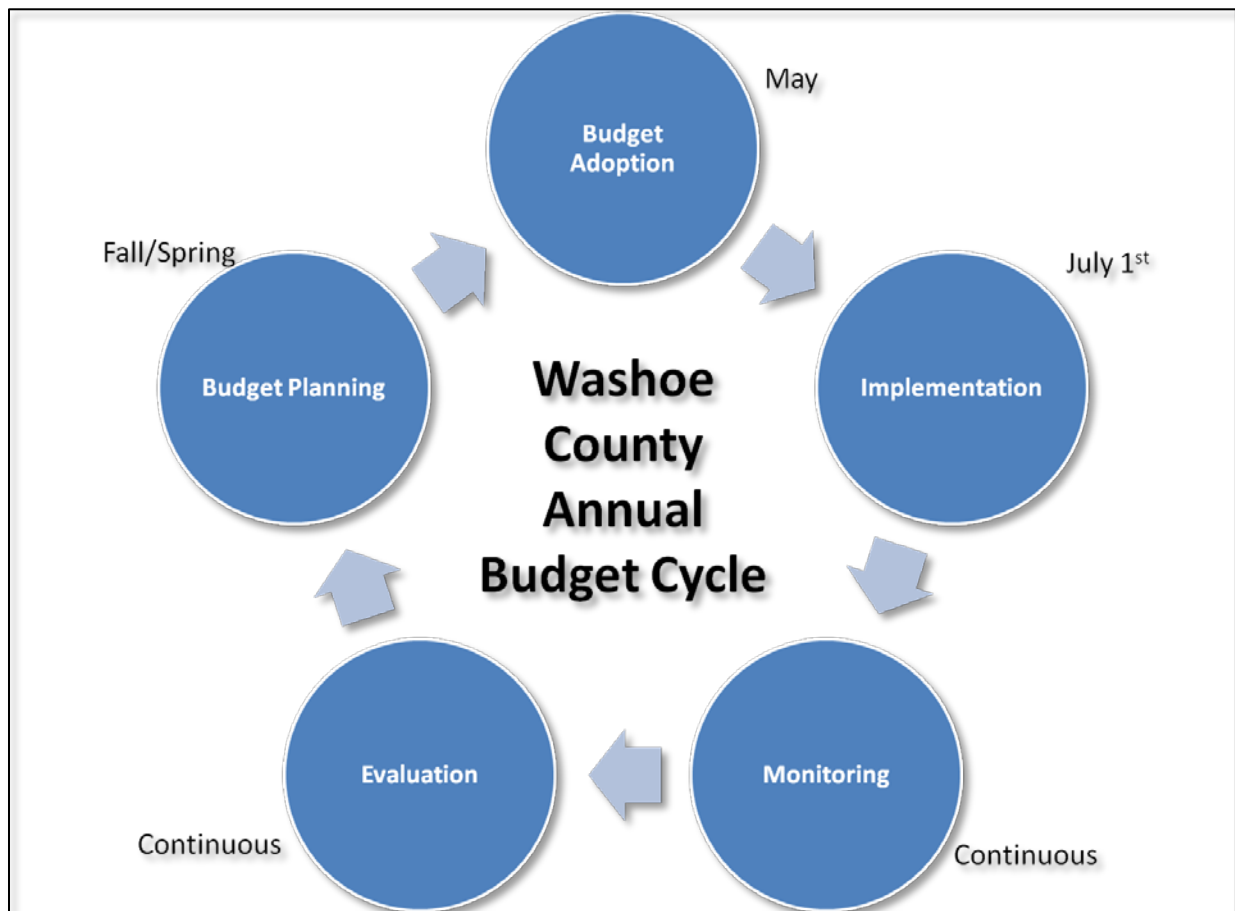 May
Budget
Adoption
Fall/Spring
July 1st
Budget Planning
Implementation
Washoe
County
Annual
Budget Cycle
Evaluation
Monitoring
Continuous
Continuous